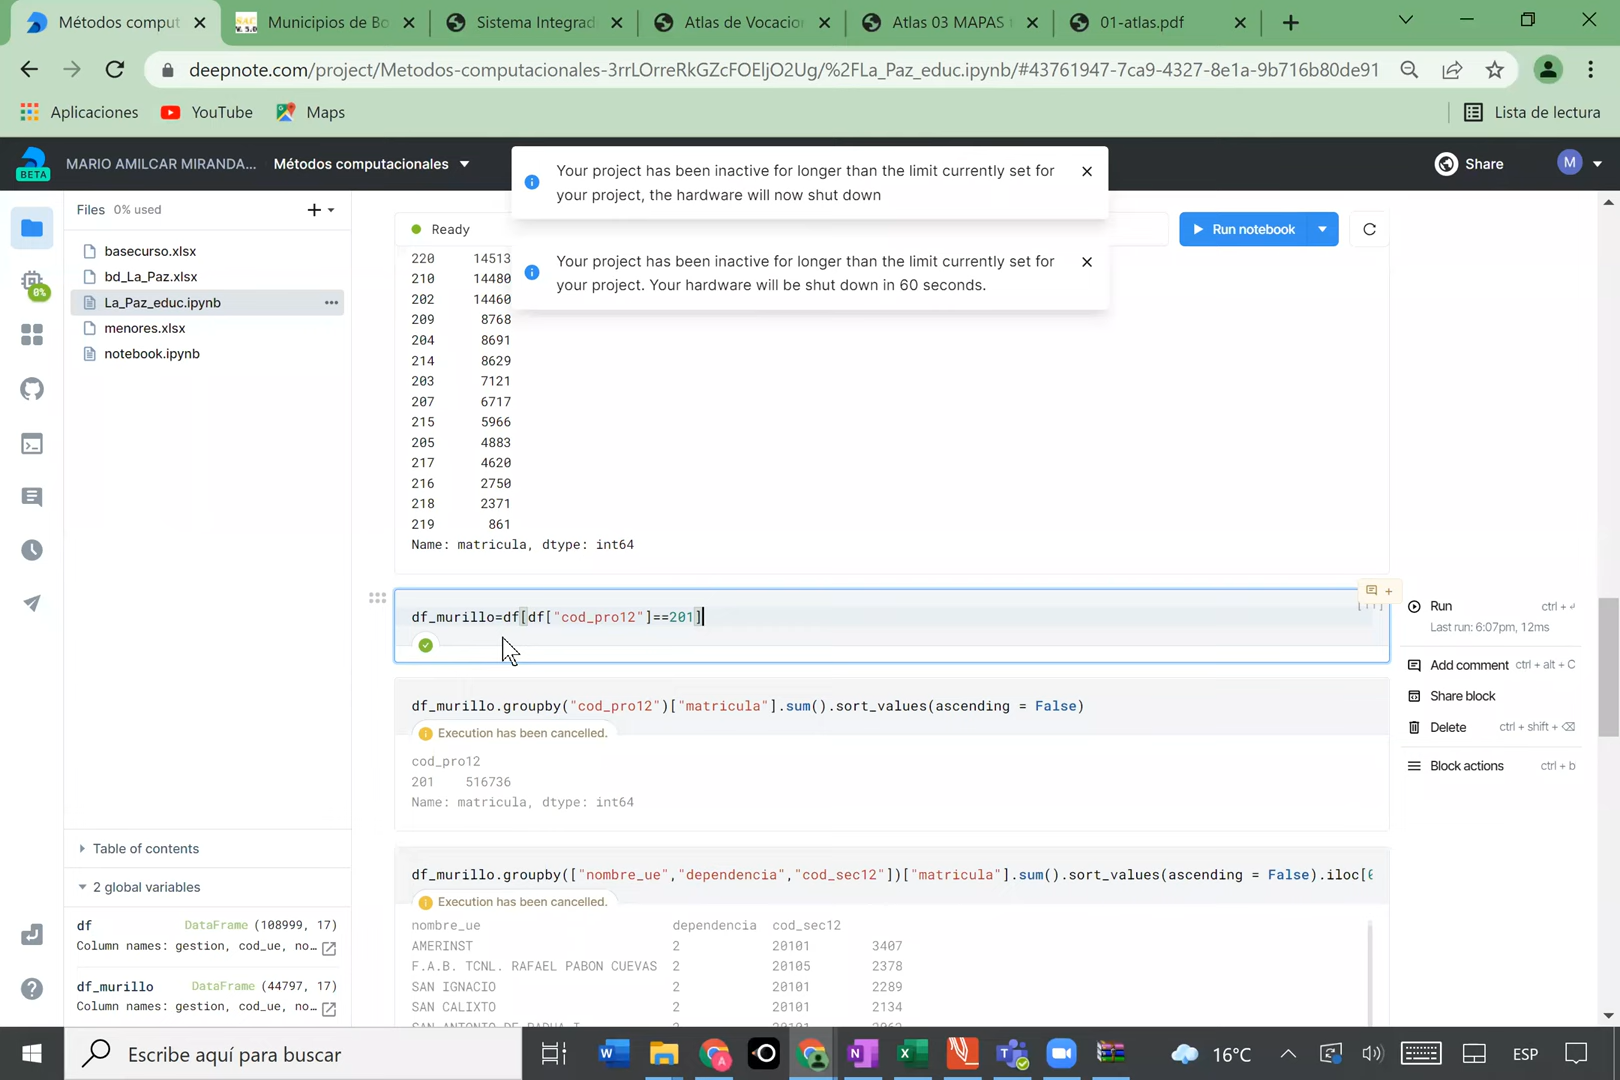 Métodos comput
Municipios de Bo
Sistema Integrad
Atlas de Vocacion
Atlas 03 MAPAS
01-atlas.pdf
deepnote.com/project/Metodos-computacionales-3rrLOrreRkGZcFOEljO2Ug/%2FLa_Paz_educ.ipynb/#43761947-7ca9-4327-8e1a-9b716b80de91
Aplicaciones
YouTube
Maps
Lista de lectura
BETA
MARIO AMILCAR MIRANDA...
Métodos computacionales
Share
M
Your project has been inactive for longer than the limit currently set for
your project, the hardware will now shut down
Your project has been inactive for longer than the limit currently set for
your project. Your hardware will be shut down in 60 seconds.
Files 0% used
basecurso.xlsx
bd_La_Paz.xlsx
La_Paz_educ.ipynb
menores.xlsx
notebook.ipynb
0%
Table of contents
2 global variables
df DataFrame (108999, 17)
Column names: gestion, cod_ue, no...
df_murillo DataFrame (44797, 17)
Column names: gestion, cod_ue, no...
Ready
Run notebook
220 14513
210 14480
202 14460
209 8768
204 8691
214 8629
203 7121
207 6717
215 5966
205 4883
217 4620
216 2750
218 2371
219 861
Name: matricula, dtype: int64
df_murillo=df[df["cod_pro12"]==201]
df_murillo.groupby("cod_pro12")["matricula"].sum().sort_values(ascending = False)
Execution has been cancelled.
cod_pro12
201 516736
Name: matricula, dtype: int64
df_murillo.groupby(["nombre_ue","dependencia","cod_sec12"])["matricula"].sum().sort_values(ascending = False).iloc[0
Execution has been cancelled.
nombre_ue dependencia cod_sec12
AMERINST 2 20101 3407
F.A.B. TCNL. RAFAEL PABON CUEVAS 2 20105 2378
SAN IGNACIO 2 20101 2289
SAN CALIXTO 2 20101 2134
Run ctrl + ⏎
Last run: 6:07pm, 12ms
Add comment ctrl + alt + C
Share block
Delete ctrl + shift + ⌫
Block actions ctrl + b
Escribe aquí para buscar
16°C
ESP